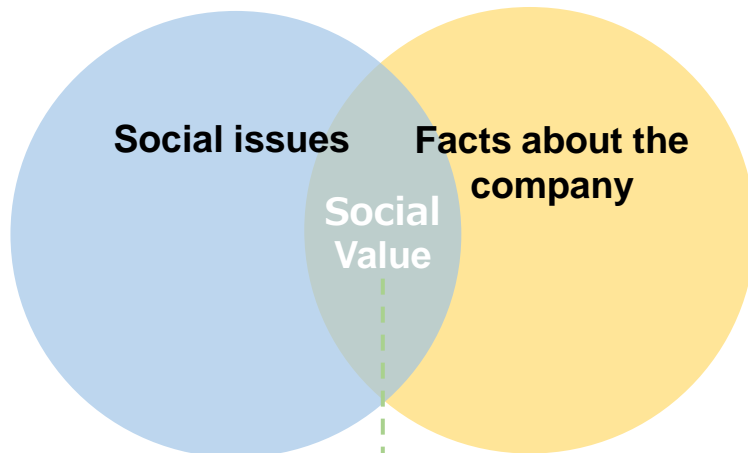 Social issues
Facts about the
company
Social
Value